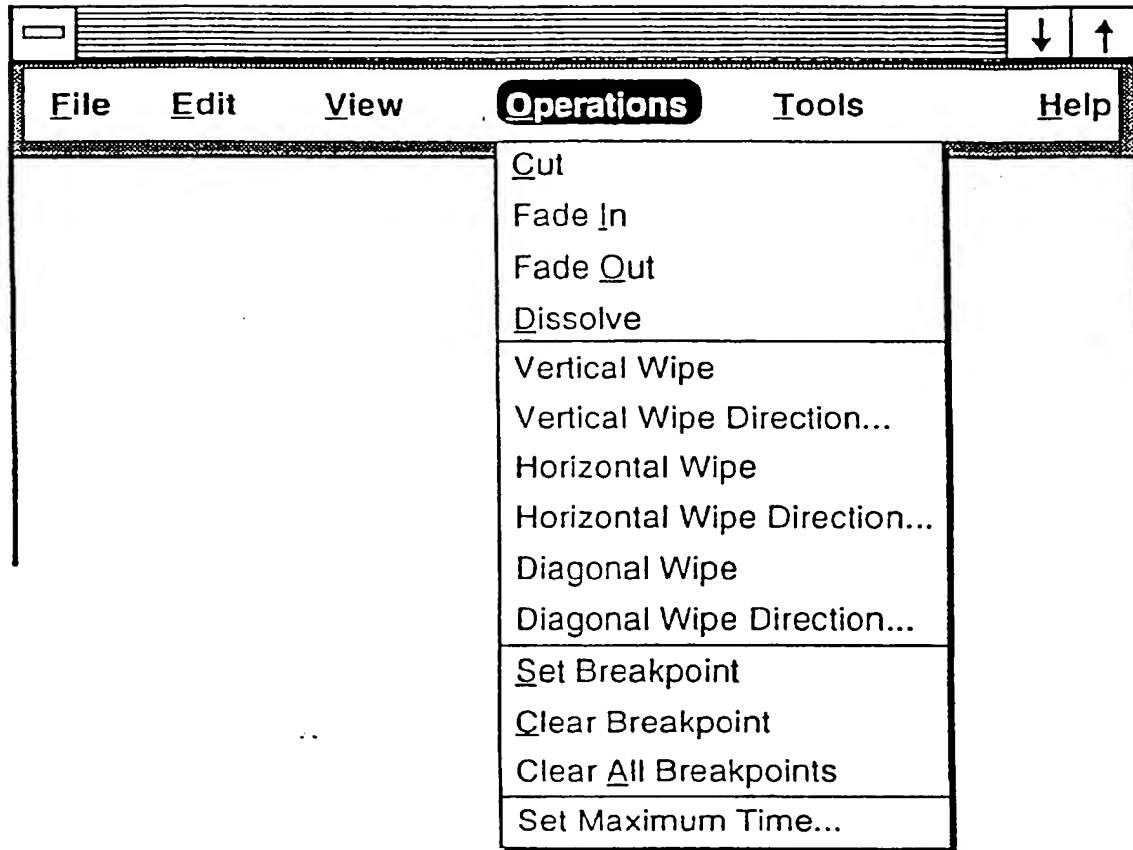 File Edit View Operations Tools Help
Cut
Fade In
Fade Out
Dissolve
Vertical Wipe
Vertical Wipe Direction...
Horizontal Wipe
Horizontal Wipe Direction...
Diagonal Wipe
Diagonal Wipe Direction...
Set Breakpoint
Clear Breakpoint
Clear All Breakpoints
Set Maximum Time...